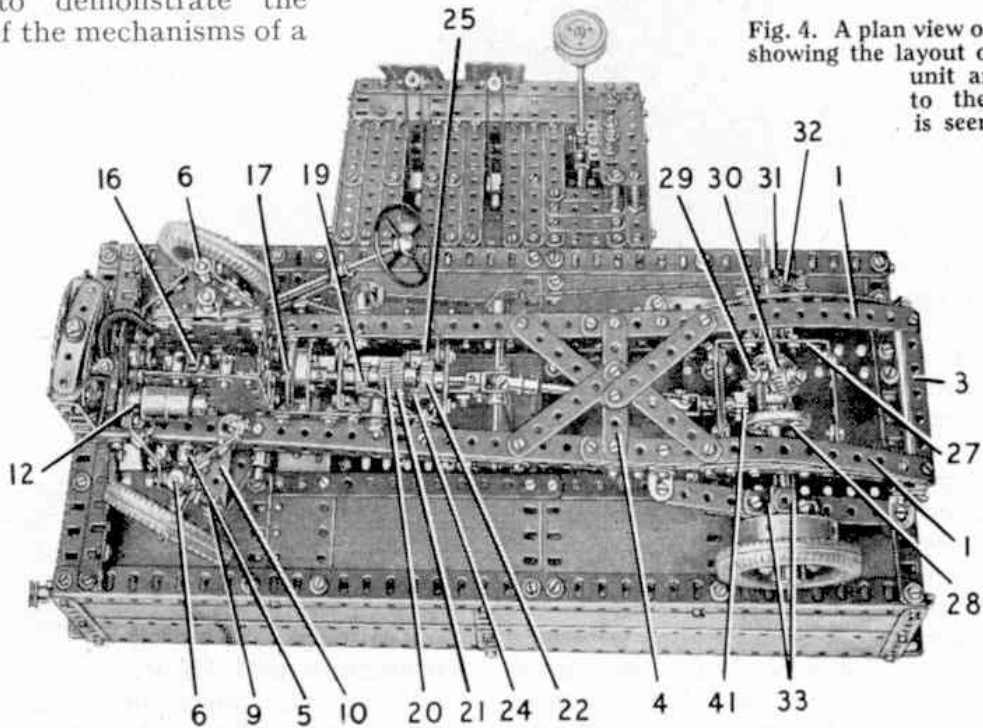 to demonstrate the
f the mechanisms of a
Fig. 4. A plan view o
showing the layout o
unit a
to the
is seen
25
32
16 6 17 19 29 30 31 1
3
12
27
1
28
6 9 5 10 20 21 24 22 4 41 33